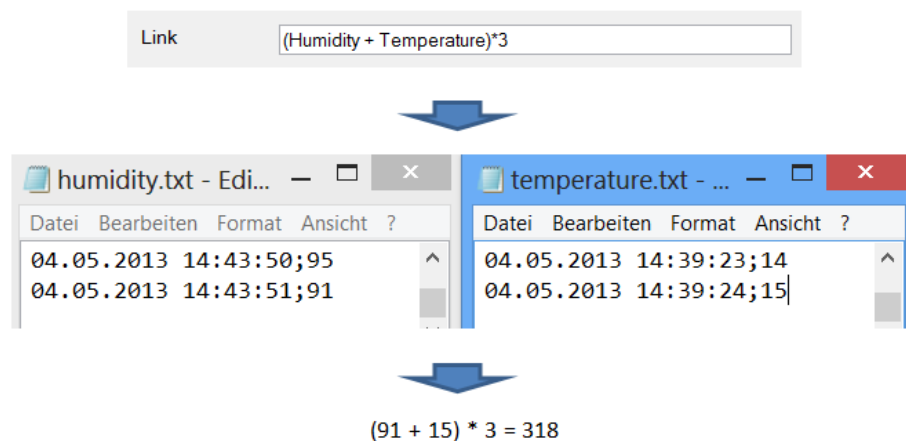 Link (Humidity + Temperature)*3
humidity.txt - Edi...
Datei Bearbeiten Format Ansicht ?
04.05.2013 14:43:50;95
04.05.2013 14:43:51;91
temperature.txt - ...
Datei Bearbeiten Format Ansicht ?
04.05.2013 14:39:23;14
04.05.2013 14:39:24;15
(91 + 15) * 3 = 318